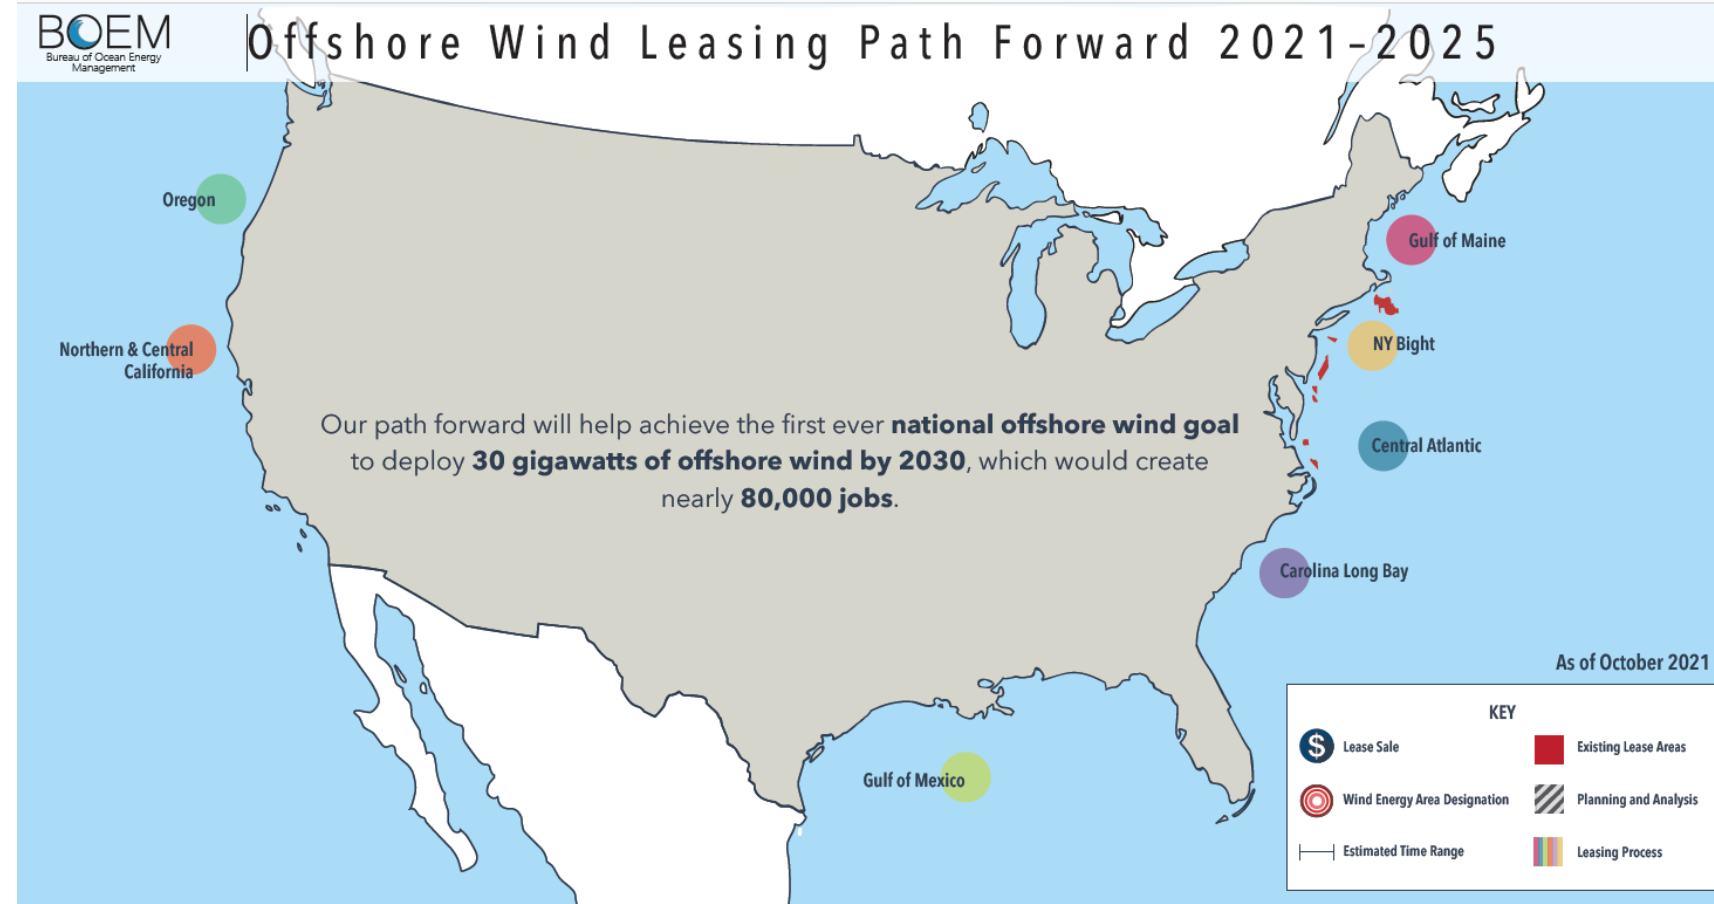 BOEM
Bureau of Ocean Energy
Management
Offshore Wind Leasing Path Forward 2021–2025
Oregon
Gulf of Maine
NY Bight
Northern & Central
California
Our path forward will help achieve the first ever national offshore wind goal
to deploy 30 gigawatts of offshore wind by 2030, which would create
nearly 80,000 jobs.
Central Atlantic
Carolina Long Bay
Gulf of Mexico
As of October 2021
KEY
$ Lease Sale
Existing Lease Areas
Wind Energy Area Designation
Planning and Analysis
Estimated Time Range
Leasing Process